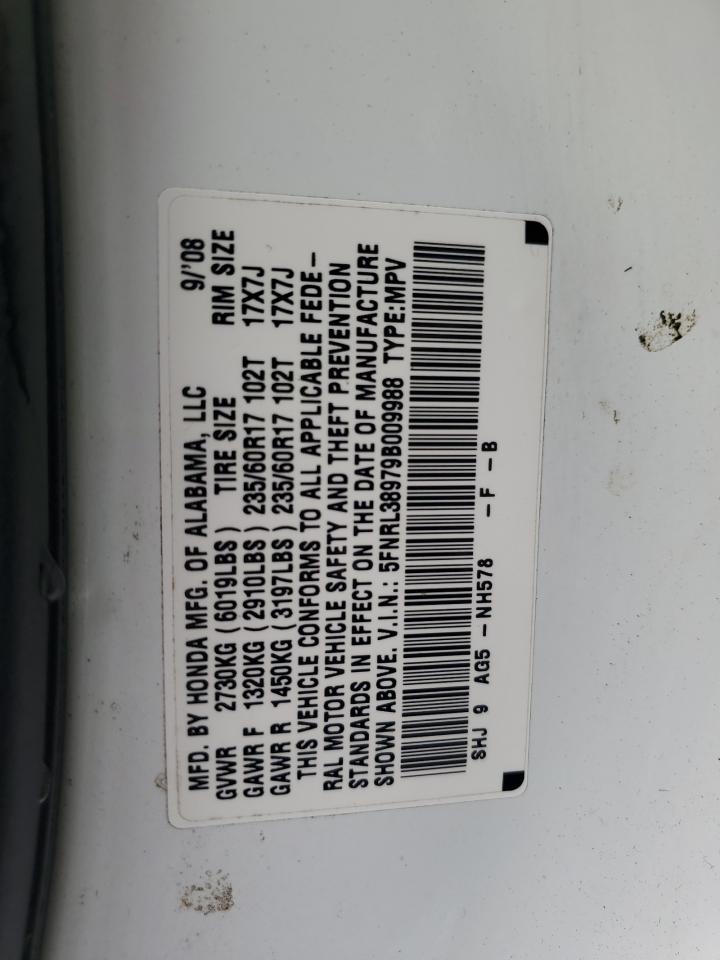 MFD. BY HONDA MFG. OF ALABAMA, LLC 9/'08
GVWR 2730KG (6019LBS) TIRE SIZE RIM SIZE
GAWR F 1320KG (2910LBS) 235/60R17 102T 17X7J
GAWR R 1450KG (3197LBS) 235/60R17 102T 17X7J
THIS VEHICLE CONFORMS TO ALL APPLICABLE FEDE-
RAL MOTOR VEHICLE SAFETY AND THEFT PREVENTION
STANDARDS IN EFFECT ON THE DATE OF MANUFACTURE
SHOWN ABOVE. V.I.N.: 5FNRL38979B009988 TYPE:MPV
SHJ 9 AG5 - NH578 - F - B